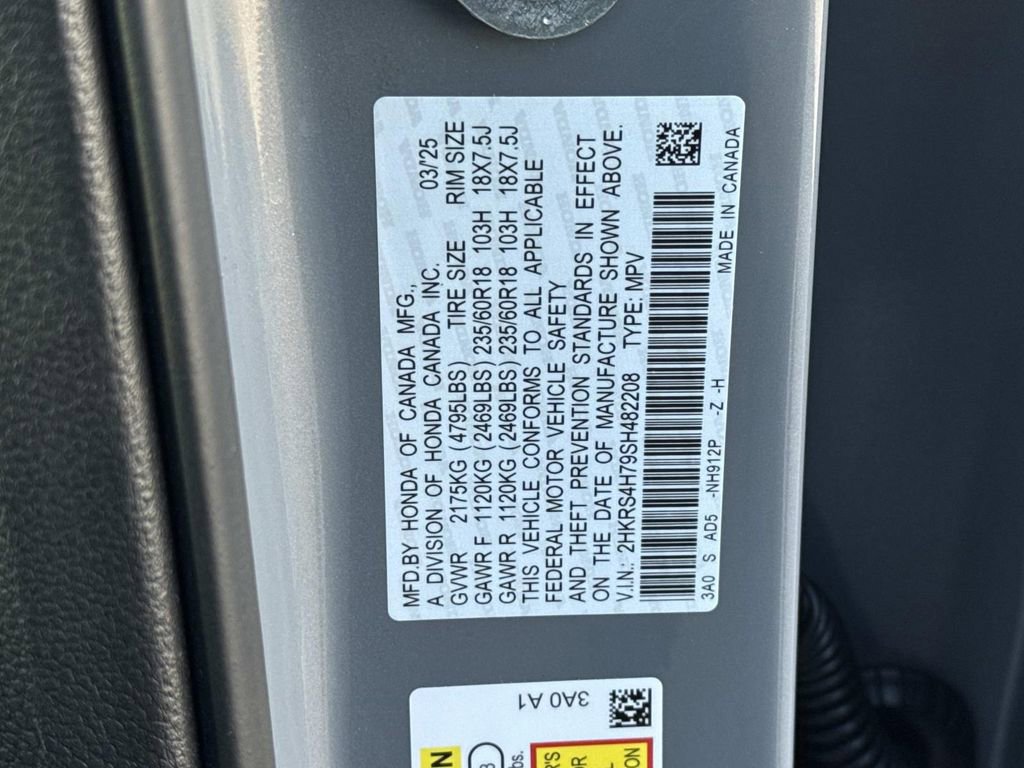 MFD.BY HONDA OF CANADA MFG.,
A DIVISION OF HONDA CANADA INC. 03/'25
GVWR 2175KG (4795LBS) TIRE SIZE RIM SIZE
GAWR F 1120KG (2469LBS) 235/60R18 103H 18X7.5J
GAWR R 1120KG (2469LBS) 235/60R18 103H 18X7.5J
THIS VEHICLE CONFORMS TO ALL APPLICABLE
FEDERAL MOTOR VEHICLE SAFETY
AND THEFT PREVENTION STANDARDS IN EFFECT
ON THE DATE OF MANUFACTURE SHOWN ABOVE.
V.I.N.: 2HKRS4H79SH482208 TYPE: MPV
3A0 S AD5 -NH912P -Z -H MADE IN CANADA
3A0 A1